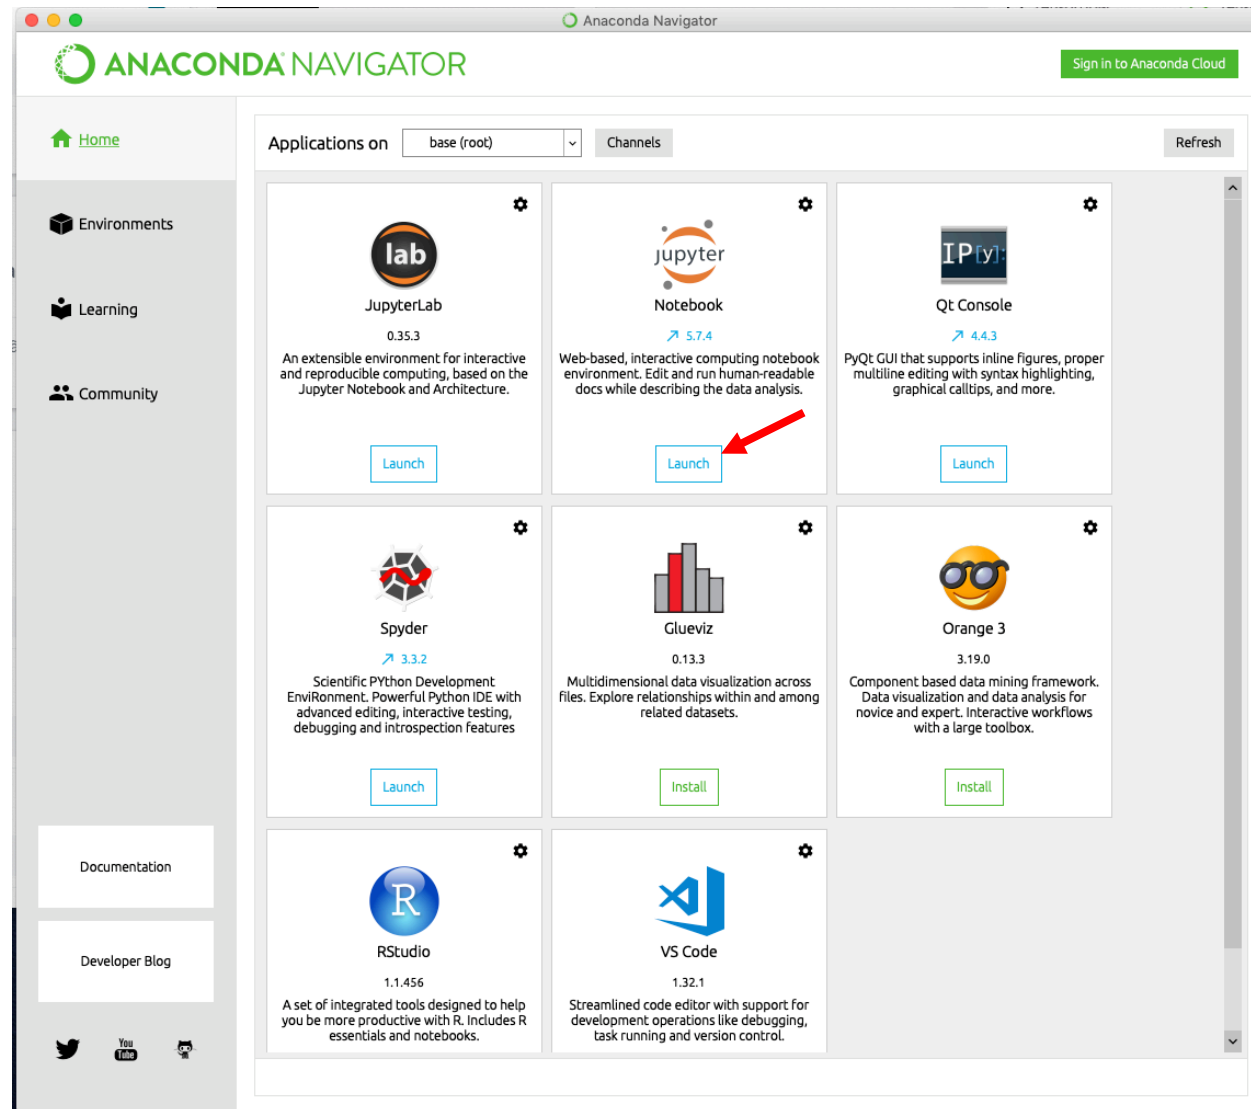 Anaconda Navigator
ANACONDA NAVIGATOR
Sign in to Anaconda Cloud
Home
Environments
Learning
Community
Documentation
Developer Blog
You
Tube
Applications on
base (root)
Channels
Refresh
lab
JupyterLab
0.35.3
An extensible environment for interactive
and reproducible computing, based on the
Jupyter Notebook and Architecture.
Launch
jupyter
Notebook
5.7.4
Web-based, interactive computing notebook
environment. Edit and run human-readable
docs while describing the data analysis.
Launch
IP[y]:
Qt Console
4.4.3
PyQt GUI that supports inline figures, proper
multiline editing with syntax highlighting,
graphical calltips, and more.
Launch
Spyder
3.3.2
Scientific PYthon Development
EnviRonment. Powerful Python IDE with
advanced editing, interactive testing,
debugging and introspection features
Launch
Glueviz
0.13.3
Multidimensional data visualization across
files. Explore relationships within and among
related datasets.
Install
Orange 3
3.19.0
Component based data mining framework.
Data visualization and data analysis for
novice and expert. Interactive workflows
with a large toolbox.
Install
R
RStudio
1.1.456
A set of integrated tools designed to help
you be more productive with R. Includes R
essentials and notebooks.
VS Code
1.32.1
Streamlined code editor with support for
development operations like debugging,
task running and version control.